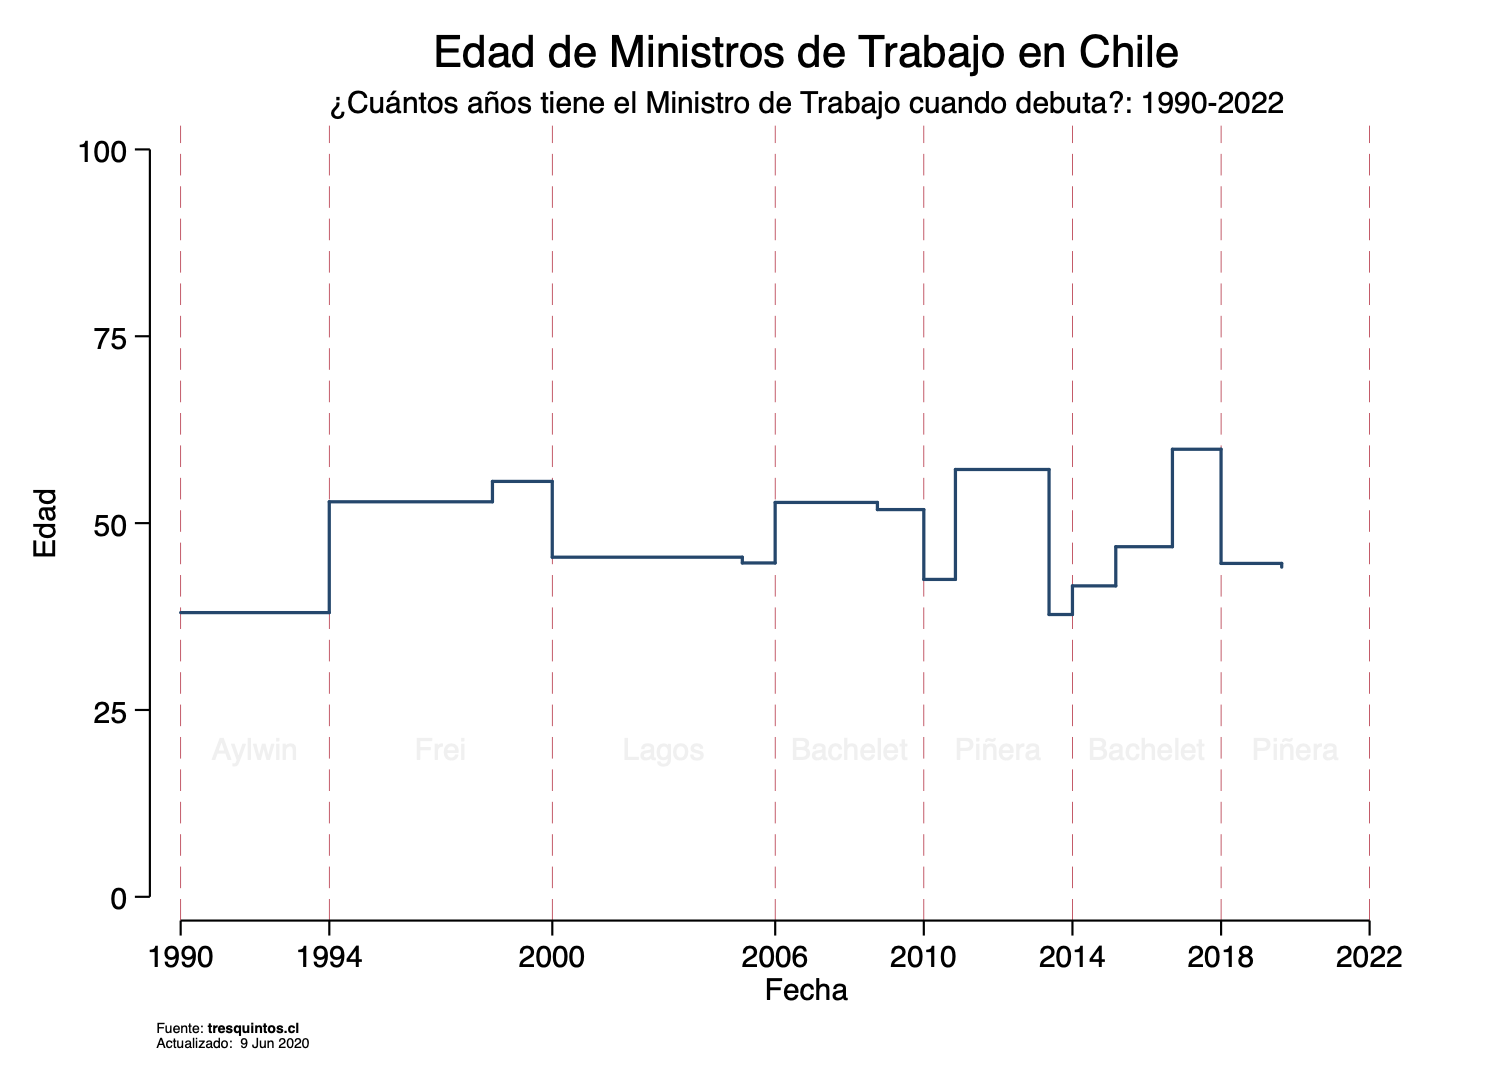 Edad de Ministros de Trabajo en Chile
¿Cuántos años tiene el Ministro de Trabajo cuando debuta?: 1990-2022
100
75
50
25
0
Edad
Aylwin Frei Lagos Bachelet Piñera Bachelet Piñera
1990 1994 2000 2006 2010 2014 2018 2022
Fecha
Fuente: tresquintos.cl
Actualizado: 9 Jun 2020